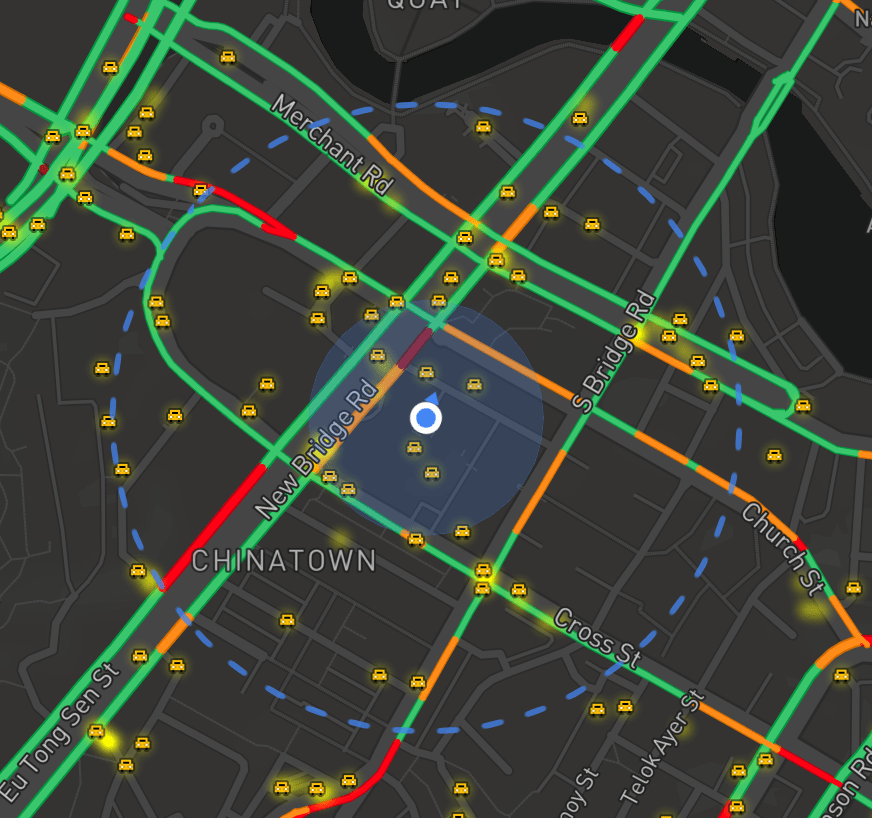 Merchant Rd
S Bridge Rd
New Bridge Rd
CHINATOWN
Church St
Cross St
Eu Tong Sen St
Telok Ayer St